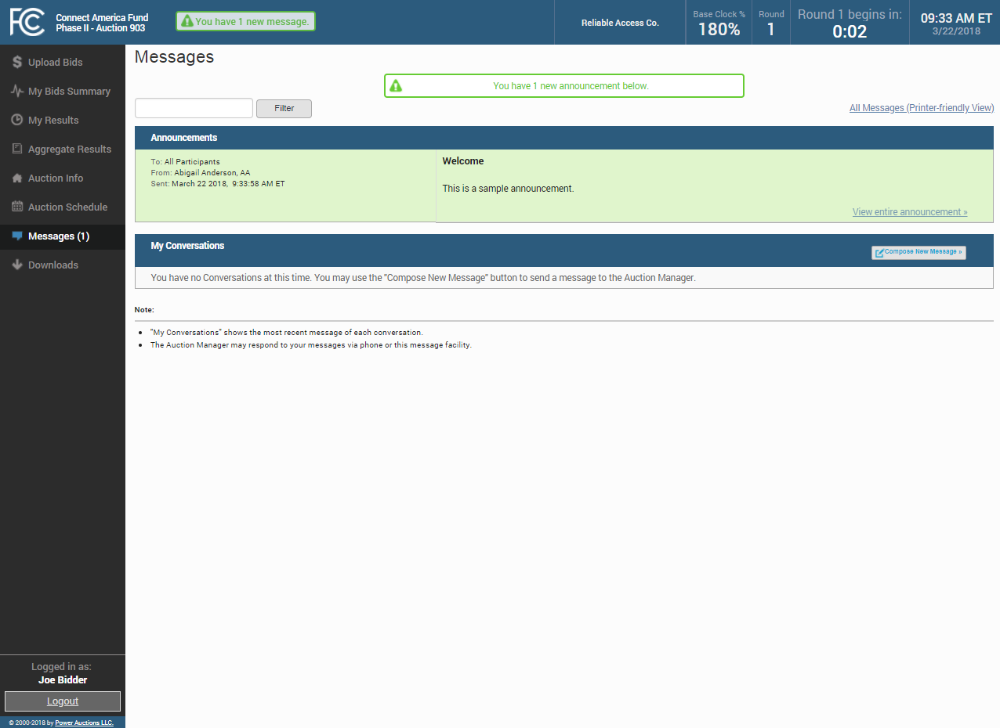 FCC
Connect America Fund
Phase II - Auction 903
You have 1 new message.
Reliable Access Co.
Base Clock %
180%
Round
1
Round 1 begins in:
0:02
09:33 AM ET
3/22/2018
Upload Bids
My Bids Summary
My Results
Aggregate Results
Auction Info
Auction Schedule
Messages (1)
Downloads
Messages
You have 1 new announcement below.
Filter
All Messages (Printer-friendly View)
Announcements
To: All Participants
From: Abigail Anderson, AA
Sent: March 22 2018, 9:33:58 AM ET
Welcome
This is a sample announcement.
View entire announcement »
My Conversations
Compose New Message »
You have no Conversations at this time. You may use the "Compose New Message" button to send a message to the Auction Manager.
Note:
• "My Conversations" shows the most recent message of each conversation.
• The Auction Manager may respond to your messages via phone or this message facility.
Logged in as:
Joe Bidder
Logout
© 2000-2018 by Power Auctions LLC.